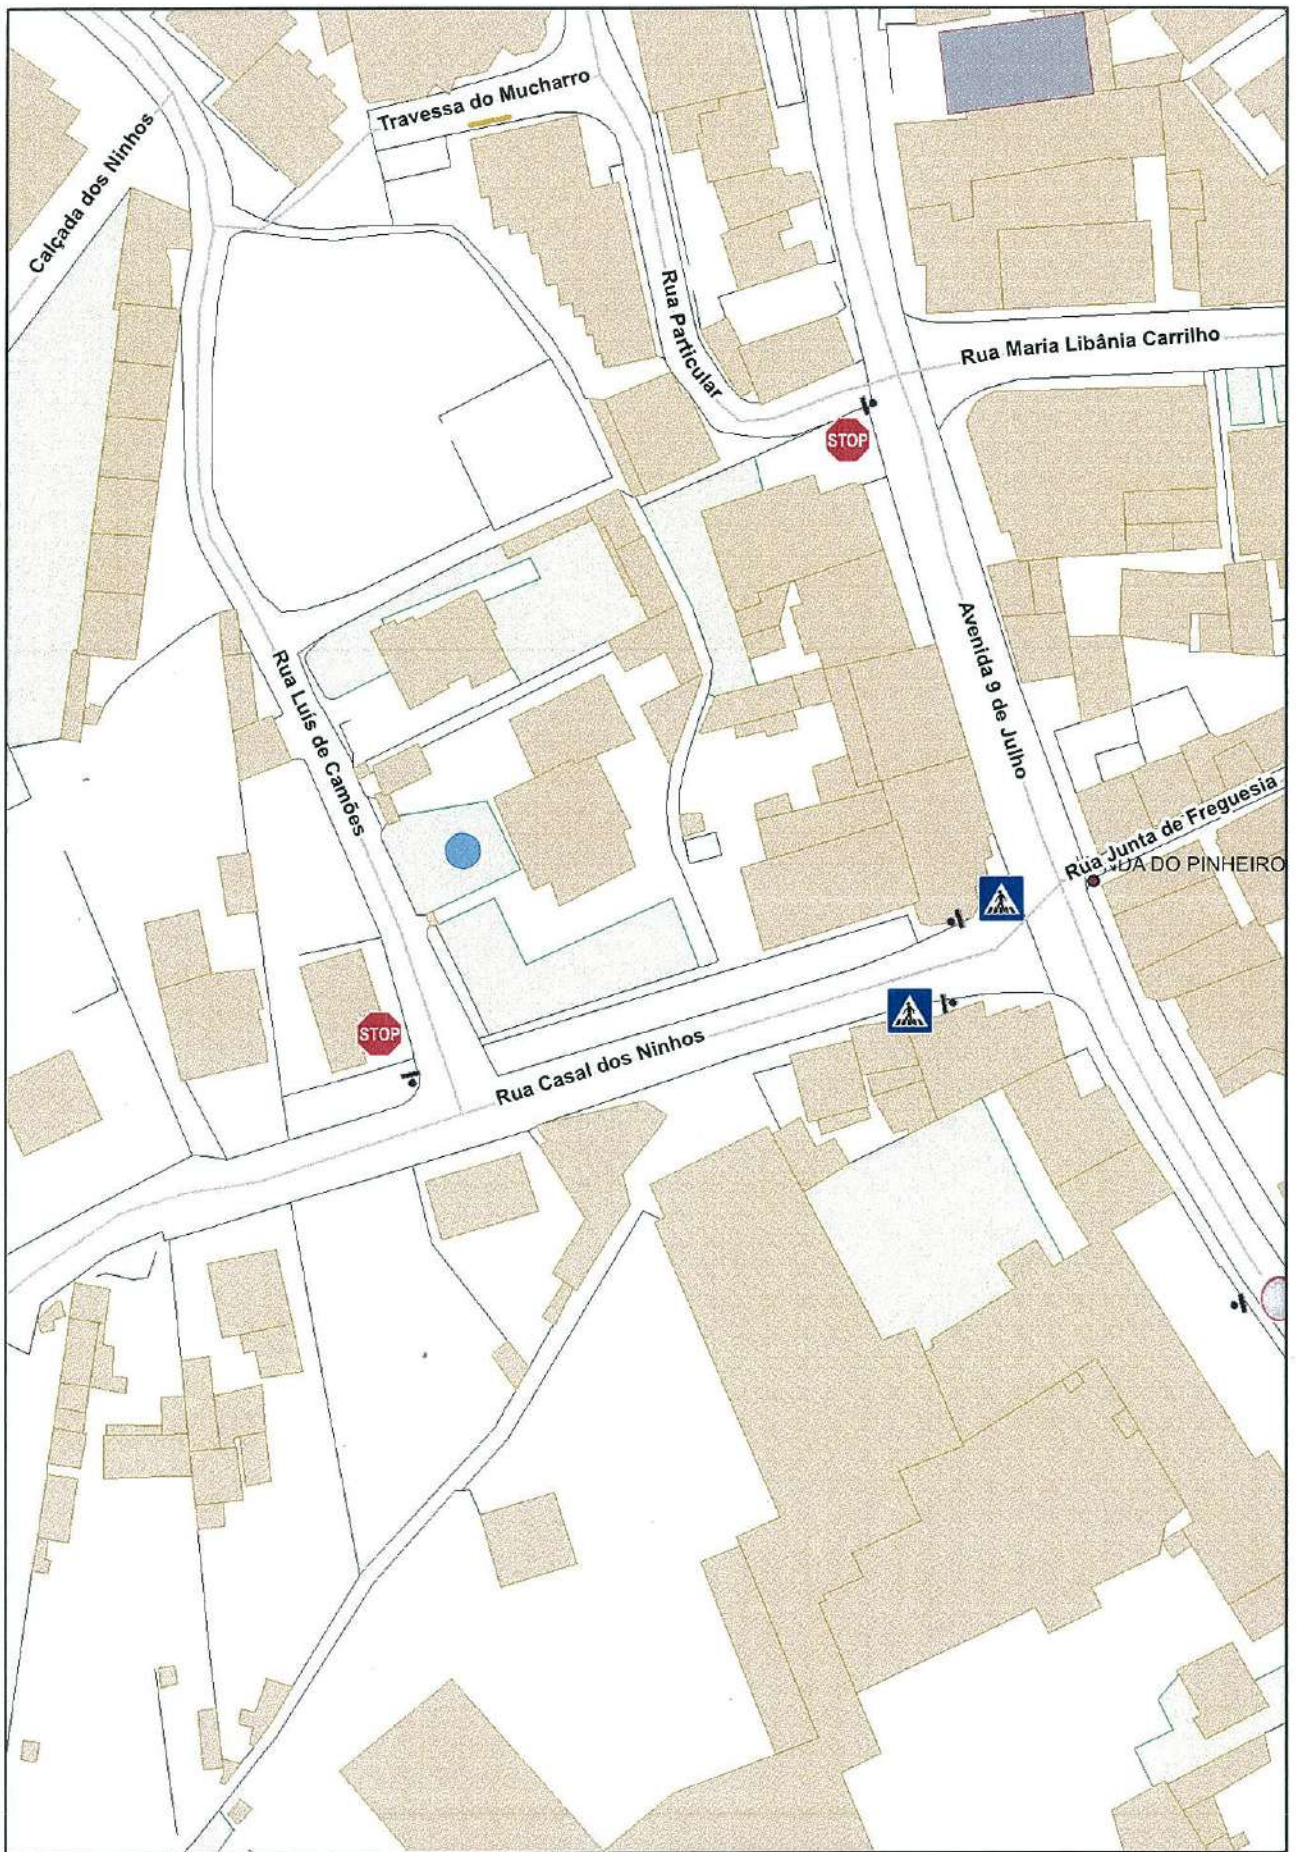 Travessa do Mucharro
Calçada dos Ninhos
Rua Particular
Rua Maria Libânia Carrilho
STOP
Avenida 9 de Julho
Rua Luís de Camões
Rua Junta de Freguesia
DA DO PINHEIRO
STOP
Rua Casal dos Ninhos